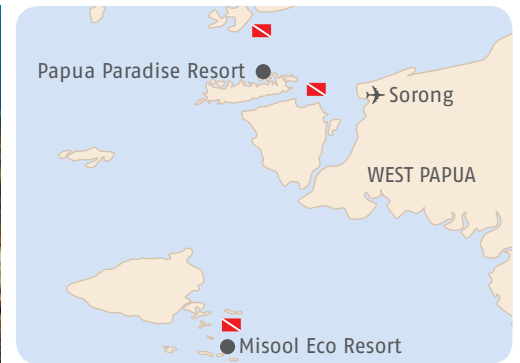 Papua Paradise Resort
Sorong
WEST PAPUA
Misool Eco Resort